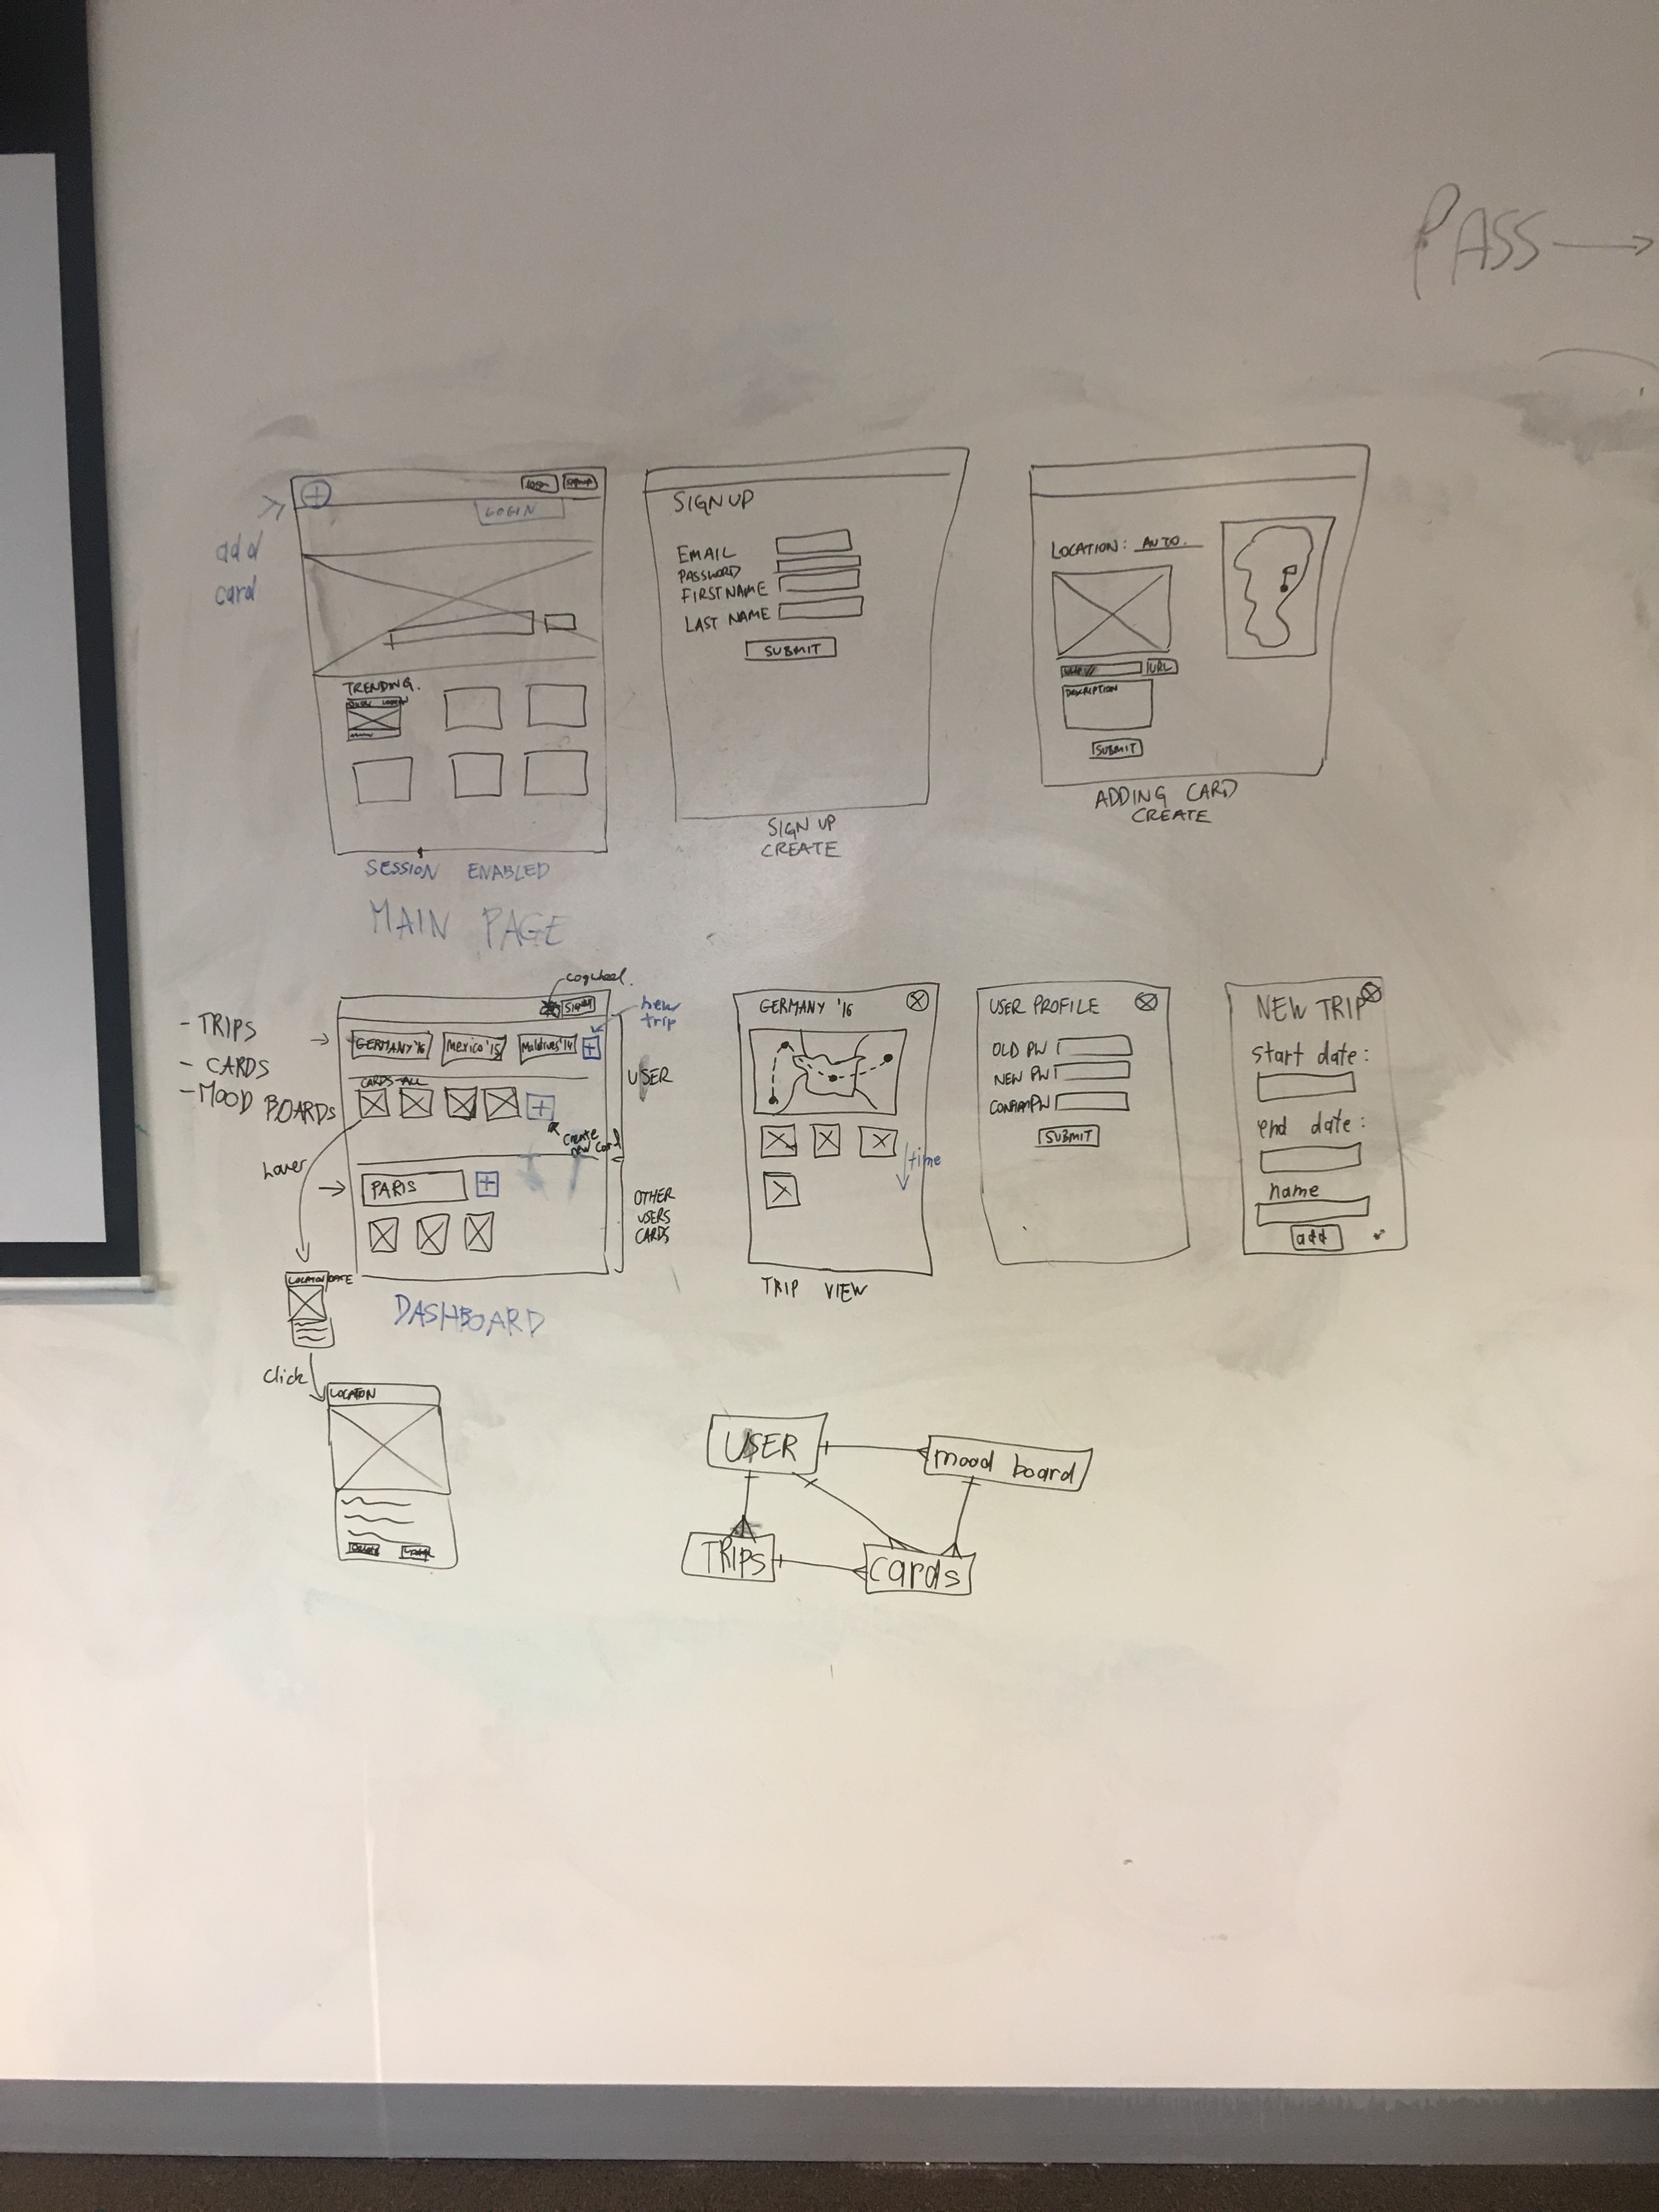 PASS
add
card
LOGIN
TRENDING.
SESSION ENABLED
MAIN PAGE
SIGN UP
EMAIL
PASSWORD
FIRST NAME
LAST NAME
SUBMIT
SIGN UP
CREATE
LOCATION: AUTO.
URL
DESCRIPTION
SUBMIT
ADDING CARD
CREATE
- TRIPS
- CARDS
- MOOD BOARDS
cogwheel.
new
trip
GERMANY '16
Mexico '15
Maldives '14
CARDS-ALL
create
new card
USER
hover
PARIS
OTHER
USERS
CARDS
LOCATION DATE
DASHBOARD
Click
LOCATION
GERMANY '16
time
TRIP VIEW
USER PROFILE
OLD PW
NEW PW
CONFIRM PW
SUBMIT
NEW TRIP
start date:
end date:
name
add
USER
mood board
TRIPS
cards